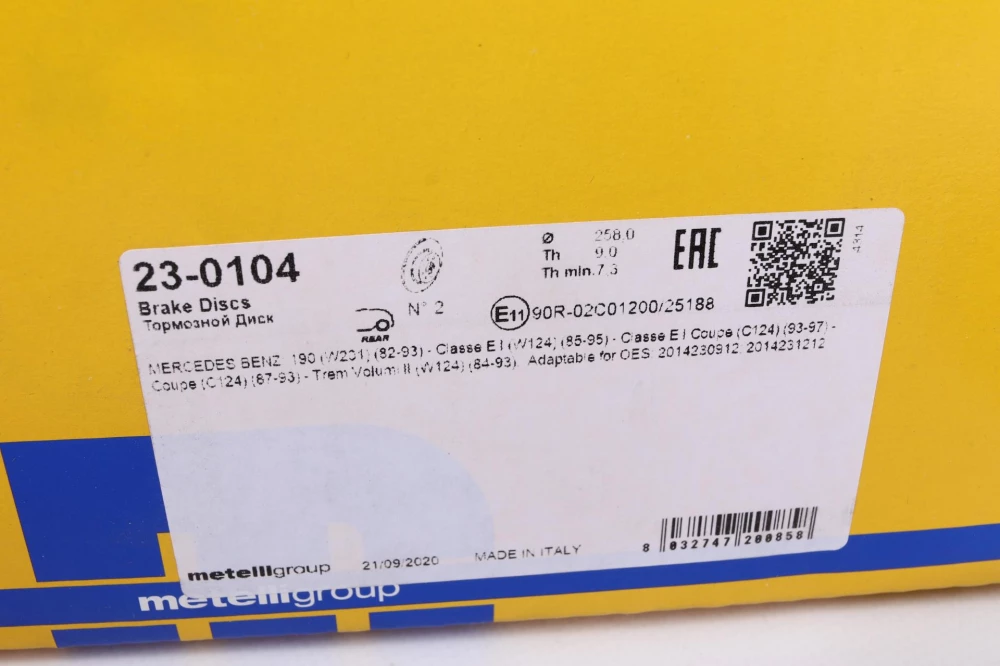 23-0104
Brake Discs
Тормозной Диск
REAR
N° 2
Ø 258,0
Th 9,0
Th min. 7,3
EAC
4314
E11 90R-02C01200/25188
MERCEDES BENZ: 190 (W201) (82-93) - Classe E I (W124) (85-95) - Classe E I Coupe (C124) (93-97) -
Coupe (C124) (87-93) - Trem Volumi II (W124) (84-93). Adaptable for OES: 2014230912, 2014231212
8 032747 200858
metelligroup 21/09/2020 MADE IN ITALY
metelligroup